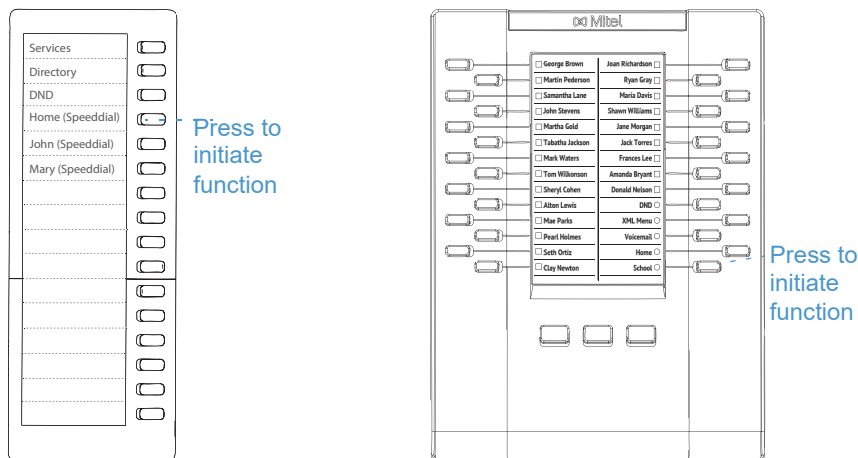 Services
Directory
DND
Home (Speeddial)
John (Speeddial)
Mary (Speeddial)
Press to
initiate
function
Mitel
George Brown Joan Richardson
Martin Pederson Ryan Gray
Samantha Lane Maria Davis
John Stevens Shawn Williams
Martha Gold Jane Morgan
Tabatha Jackson Jack Torres
Mark Waters Frances Lee
Tom Wilkonson Amanda Bryant
Sheryl Cohen Donald Nelson
Alton Lewis DND
Mae Parks XML Menu
Pearl Holmes Voicemail
Seth Ortiz Home
Clay Newton School
Press to
initiate
function